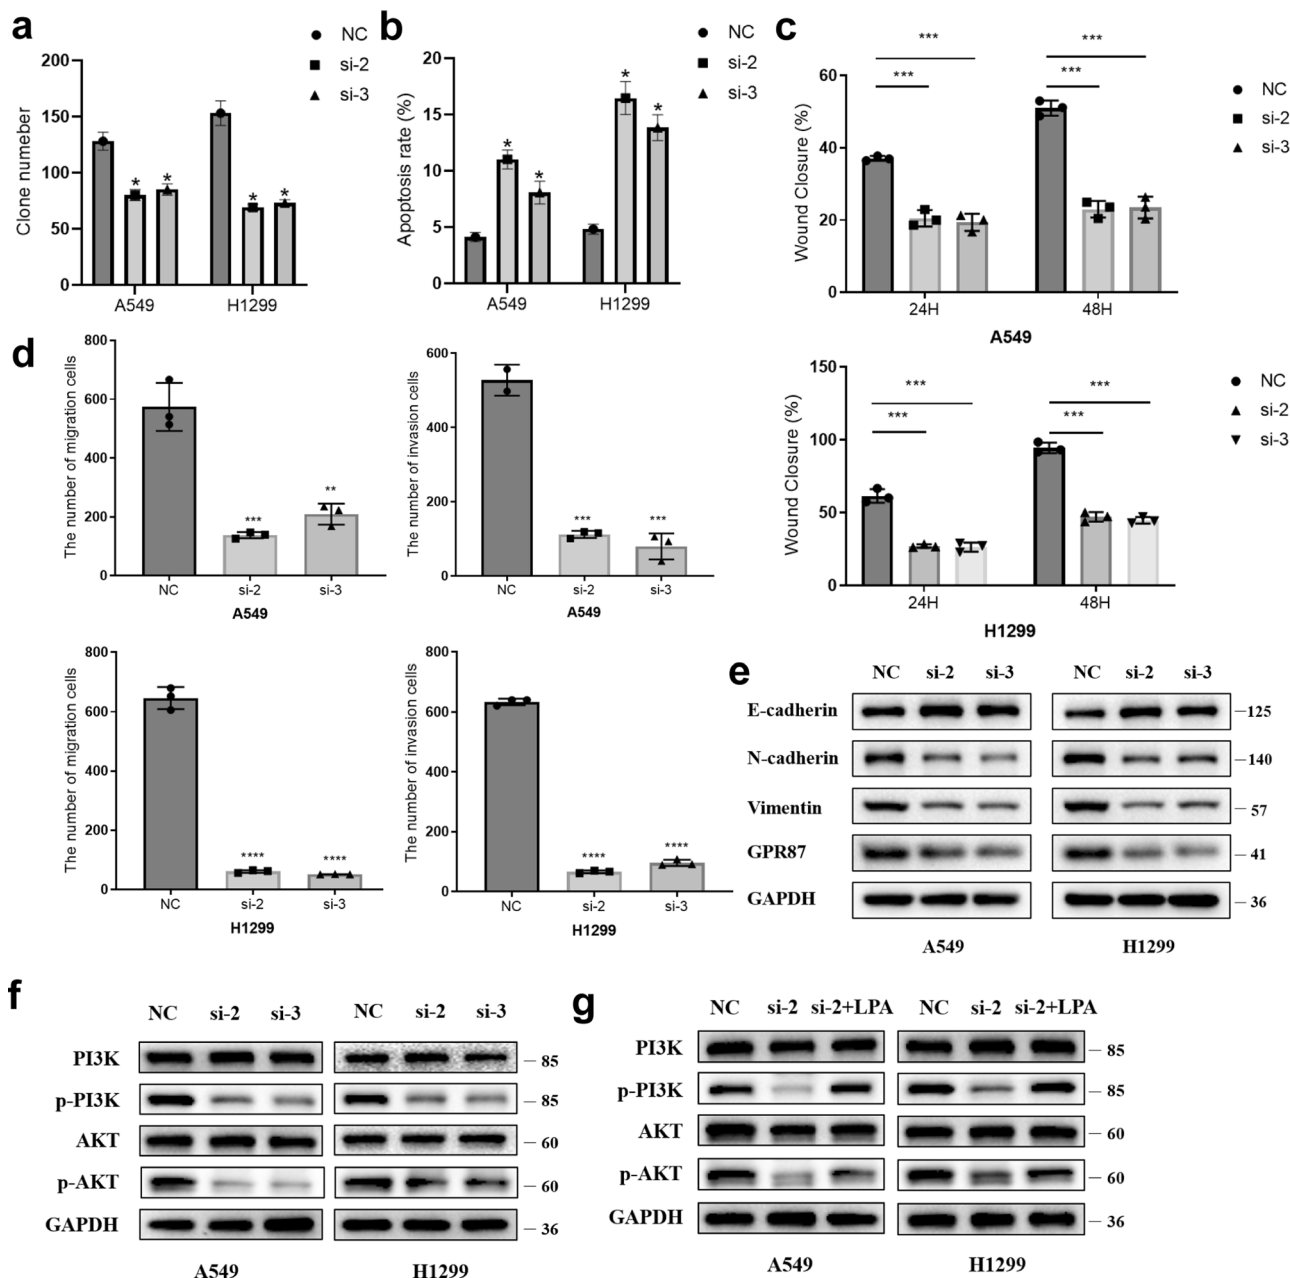 a
NC
si-2
si-3
Clone numeber
200
150
100
50
0
* * * *
A549 H1299
b
NC
si-2
si-3
Apoptosis rate (%)
20
15
10
5
0
* * * *
A549 H1299
c
NC
si-2
si-3
Wound Closure (%)
60
40
20
0
*** *** *** ***
24H 48H
A549
NC
si-2
si-3
Wound Closure (%)
150
100
50
0
*** *** *** ***
24H 48H
H1299
d
The number of migration cells
800
600
400
200
0
*** **
NC si-2 si-3
A549
The number of invasion cells
600
400
200
0
*** ***
NC si-2 si-3
A549
The number of migration cells
800
600
400
200
0
**** ****
NC si-2 si-3
H1299
The number of invasion cells
800
600
400
200
0
**** ****
NC si-2 si-3
H1299
e
NC si-2 si-3 NC si-2 si-3
E-cadherin 125
N-cadherin 140
Vimentin 57
GPR87 41
GAPDH 36
A549 H1299
f
NC si-2 si-3 NC si-2 si-3
PI3K 85
p-PI3K 85
AKT 60
p-AKT 60
GAPDH 36
A549 H1299
g
NC si-2 si-2+LPA NC si-2 si-2+LPA
PI3K 85
p-PI3K 85
AKT 60
p-AKT 60
GAPDH 36
A549 H1299